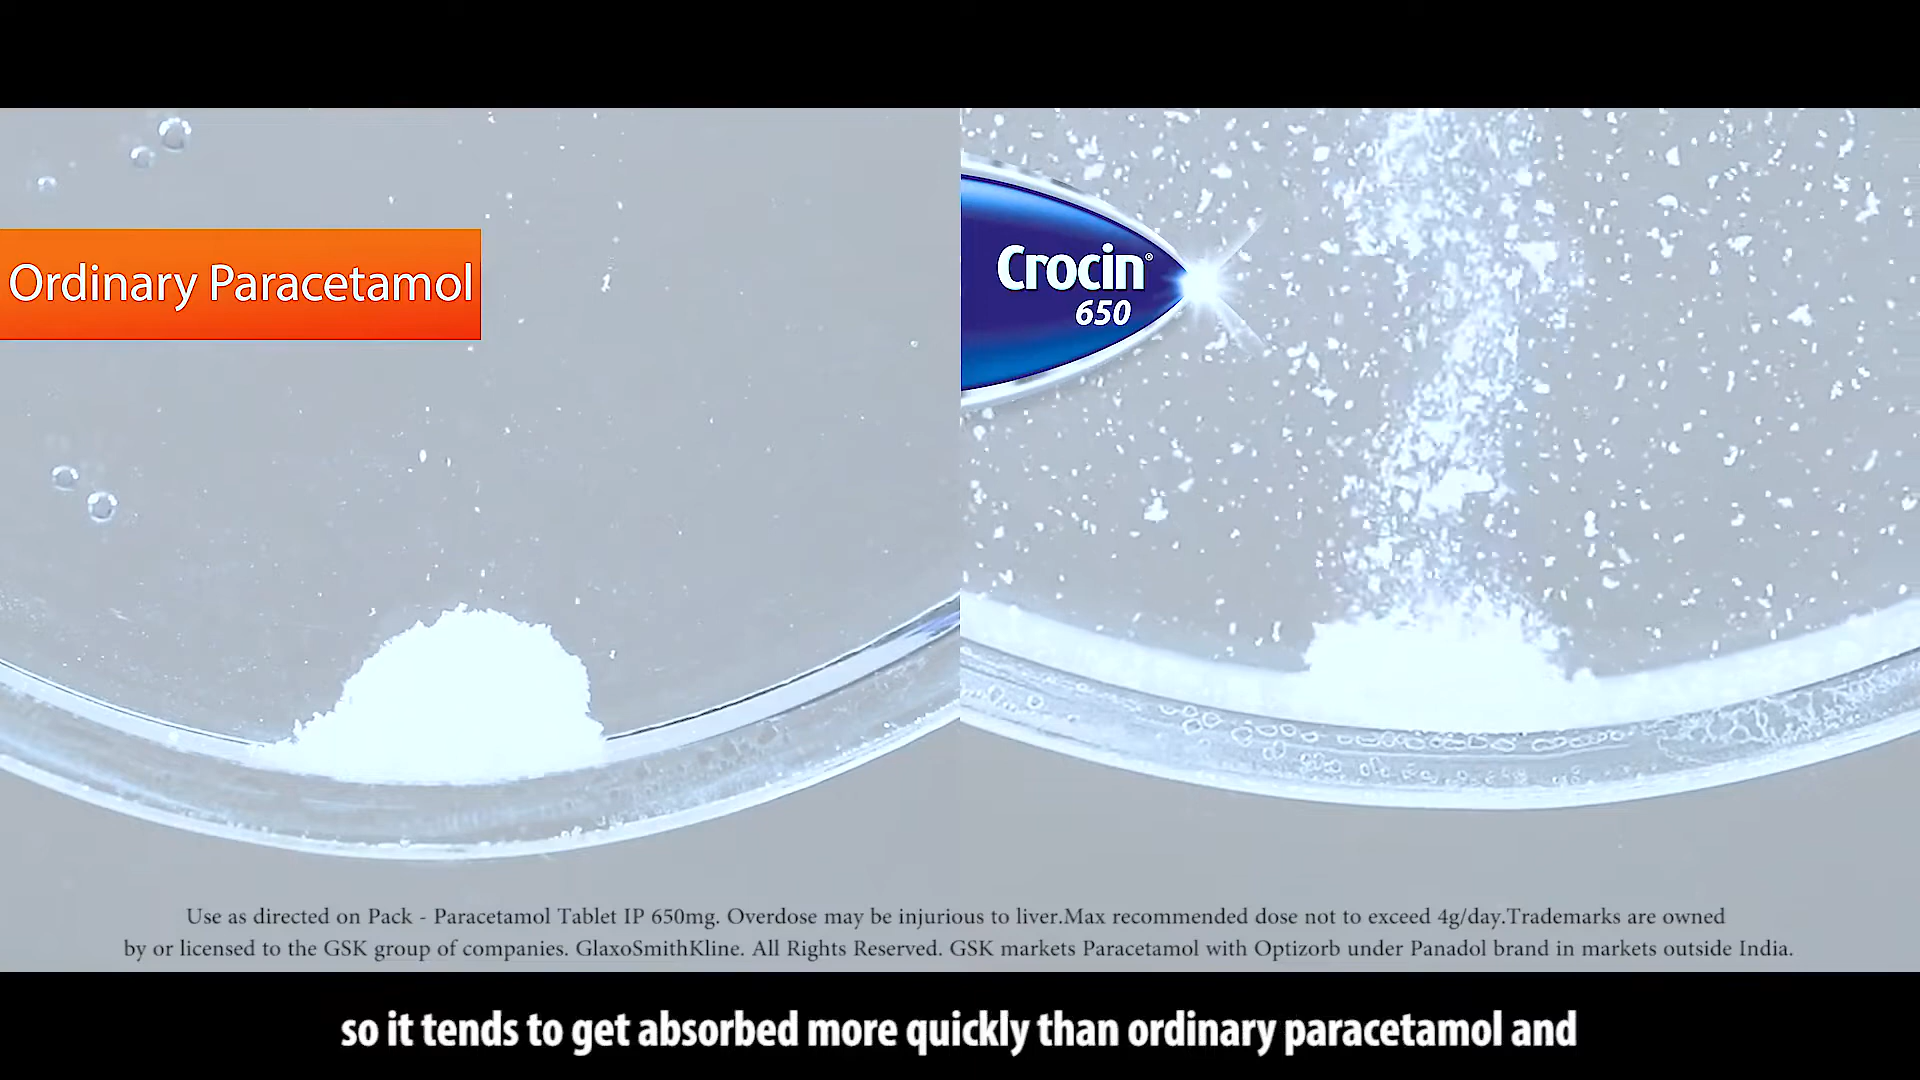 Ordinary Paracetamol
Crocin®
650
Use as directed on Pack - Paracetamol Tablet IP 650mg. Overdose may be injurious to liver.Max recommended dose not to exceed 4g/day.Trademarks are owned
by or licensed to the GSK group of companies. GlaxoSmithKline. All Rights Reserved. GSK markets Paracetamol with Optizorb under Panadol brand in markets outside India.
so it tends to get absorbed more quickly than ordinary paracetamol and